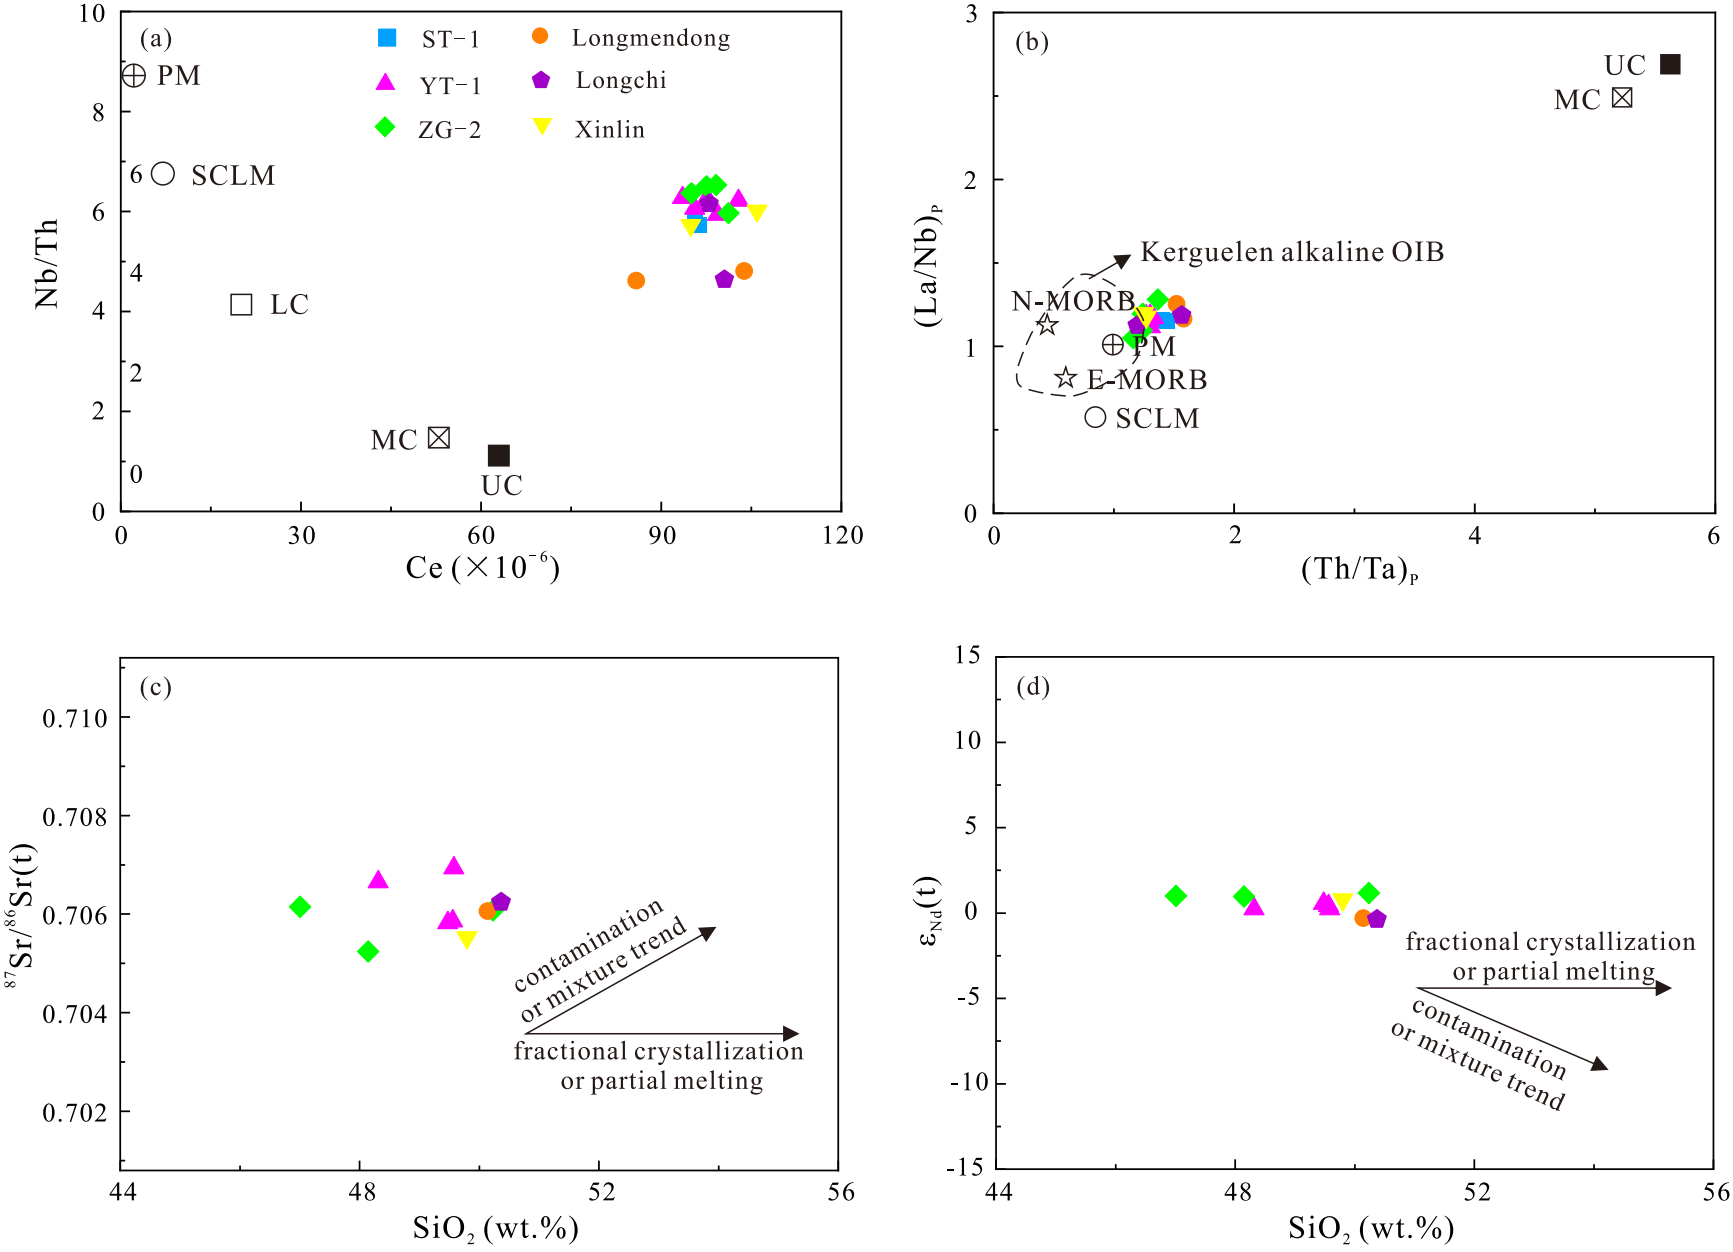 (a)
ST-1
Longmendong
YT-1
Longchi
ZG-2
Xinlin
PM
SCLM
LC
MC
UC
10
8
6
4
2
0
6
4
2
0
0
30
60
90
120
Nb/Th
Ce (×10⁻⁶)
(b)
UC
MC
Kerguelen alkaline OIB
N-MORB
PM
E-MORB
SCLM
3
2
1
0
0
2
4
6
(La/Nb)ₚ
(Th/Ta)ₚ
(c)
0.710
0.708
0.706
0.704
0.702
⁸⁷Sr/⁸⁶Sr(t)
contamination
or mixture trend
fractional crystallization
or partial melting
44
48
52
56
SiO₂ (wt.%)
(d)
15
10
5
0
-5
-10
-15
εNd(t)
fractional crystallization
or partial melting
contamination
or mixture trend
44
48
52
56
SiO₂ (wt.%)